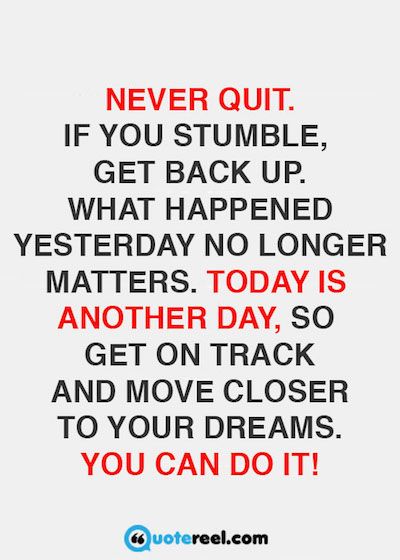 NEVER QUIT.
IF YOU STUMBLE,
GET BACK UP.
WHAT HAPPENED
YESTERDAY NO LONGER
MATTERS. TODAY IS
ANOTHER DAY, SO
GET ON TRACK
AND MOVE CLOSER
TO YOUR DREAMS.
YOU CAN DO IT!
Quotereel.com